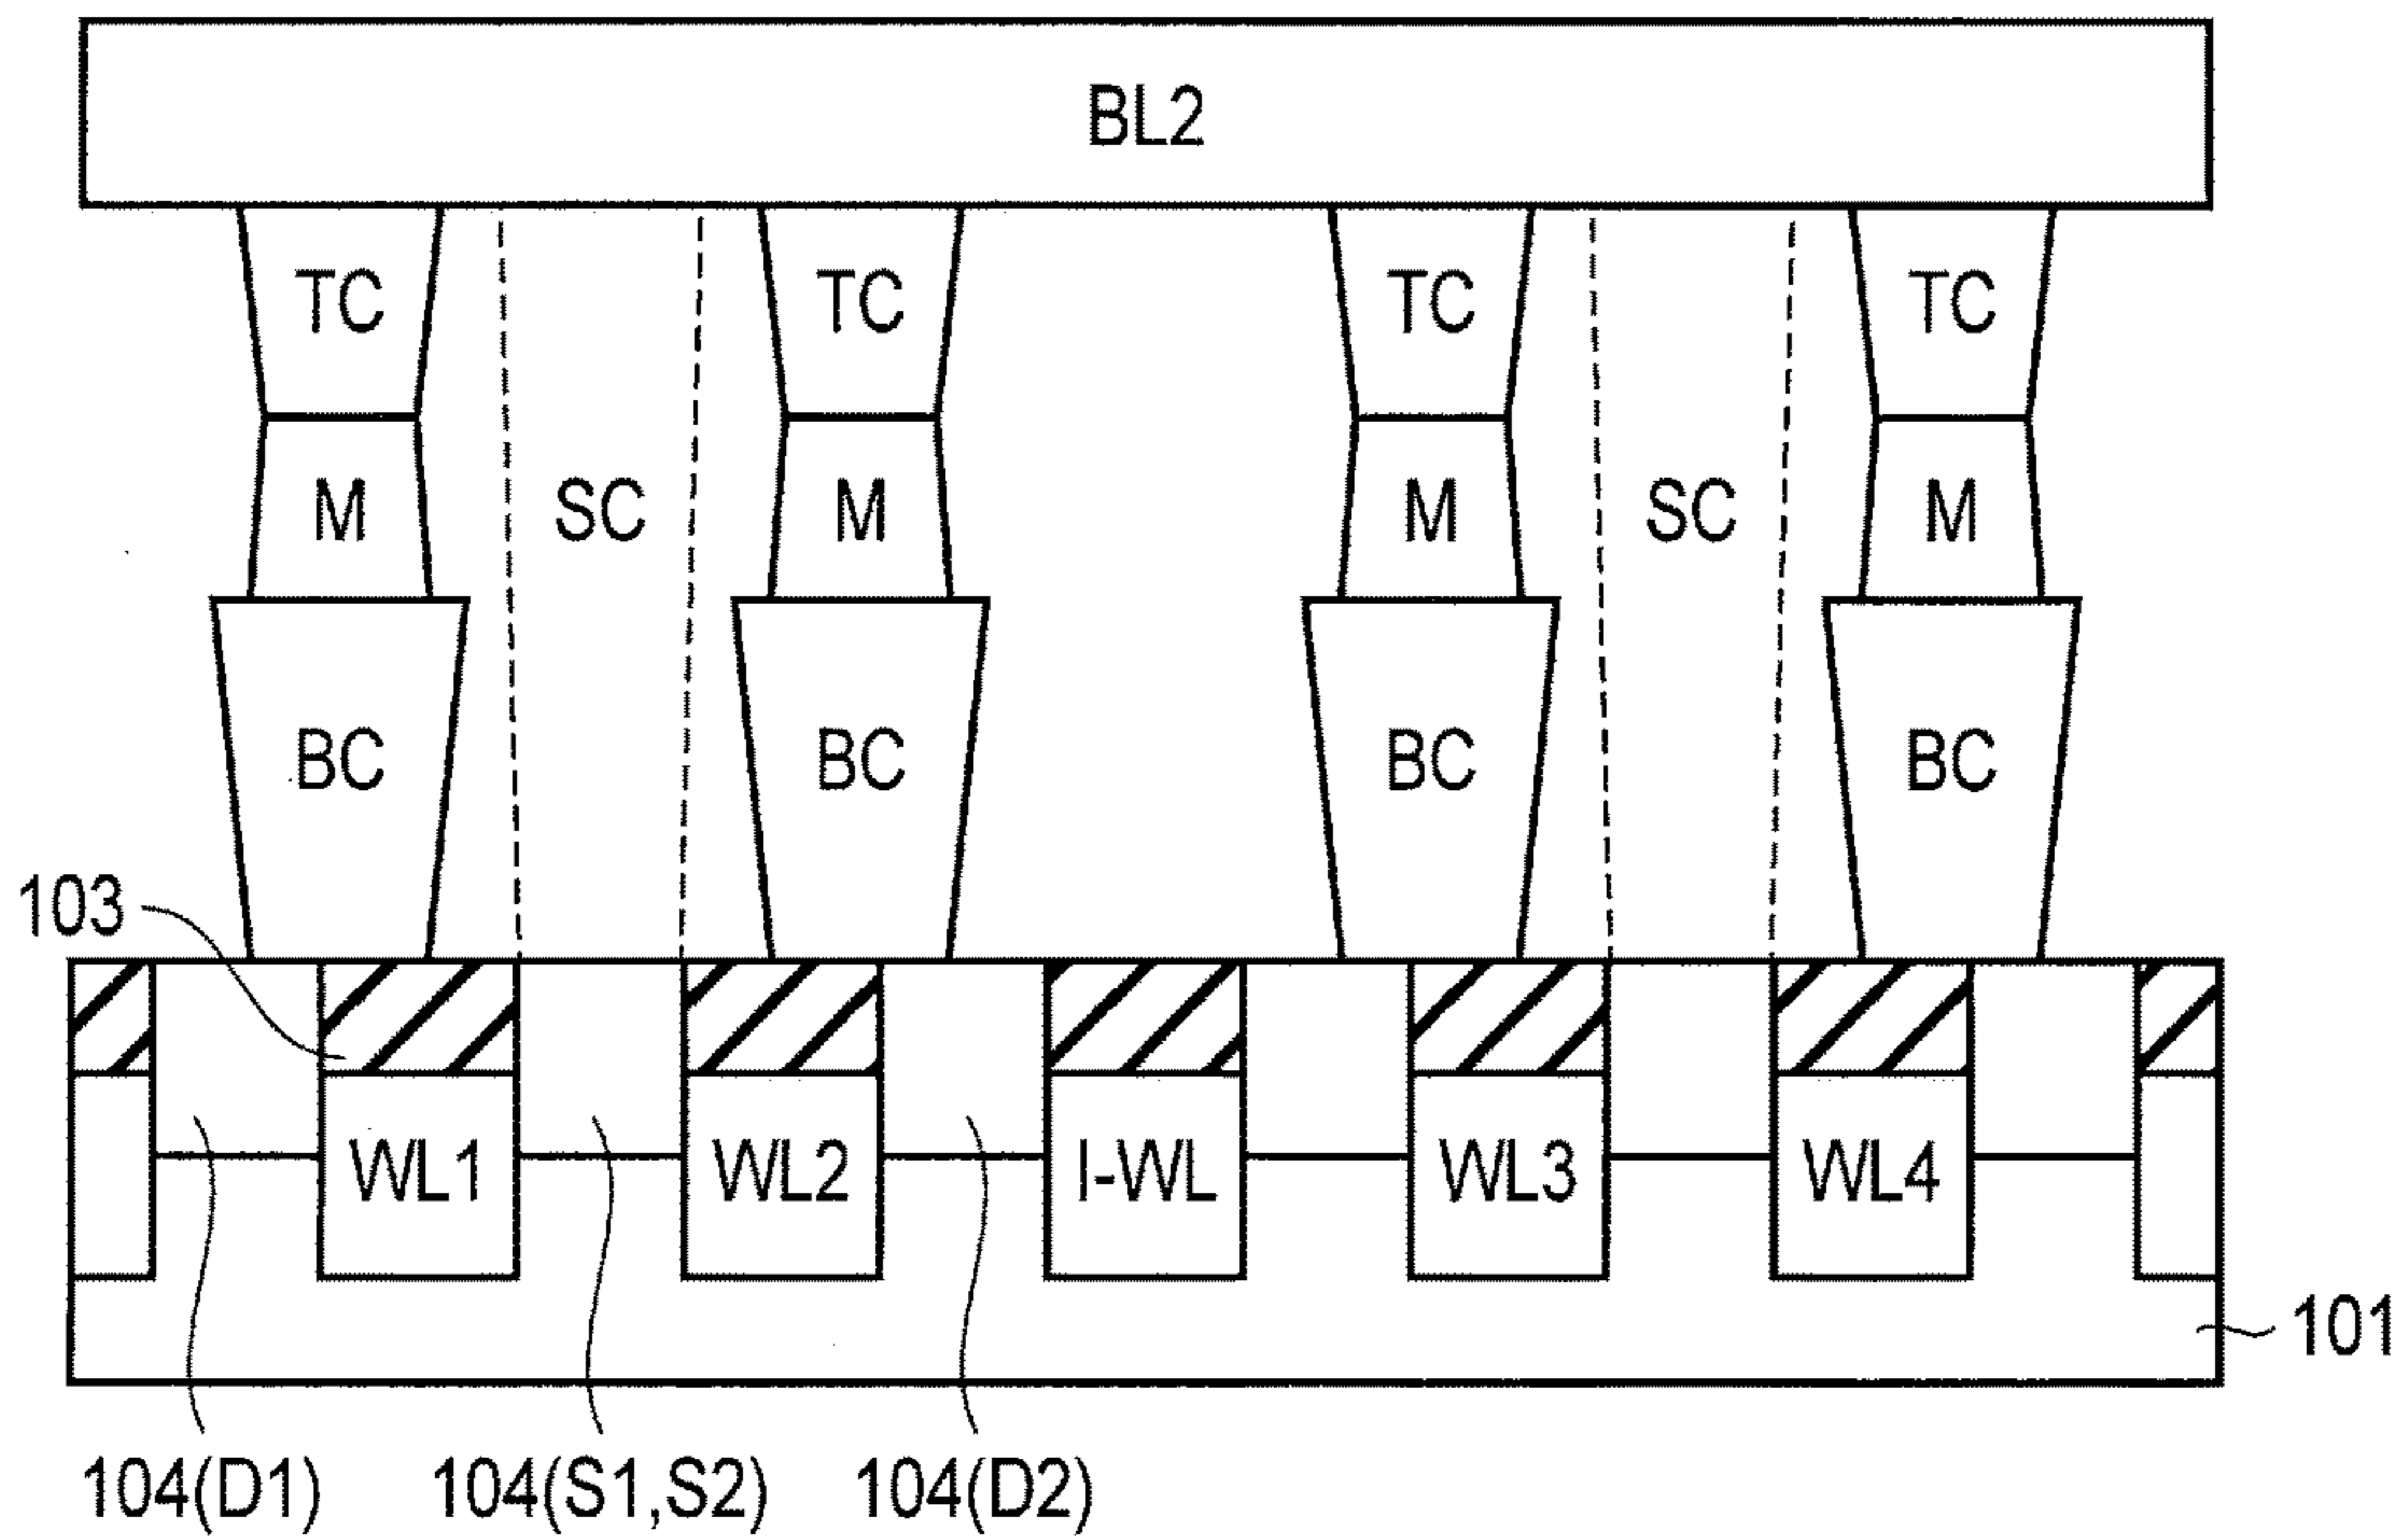 BL2
TC TC TC TC
M SC M M SC M
BC BC BC BC
103
WL1 WL2 I-WL WL3 WL4
101
104(D1) 104(S1,S2) 104(D2)